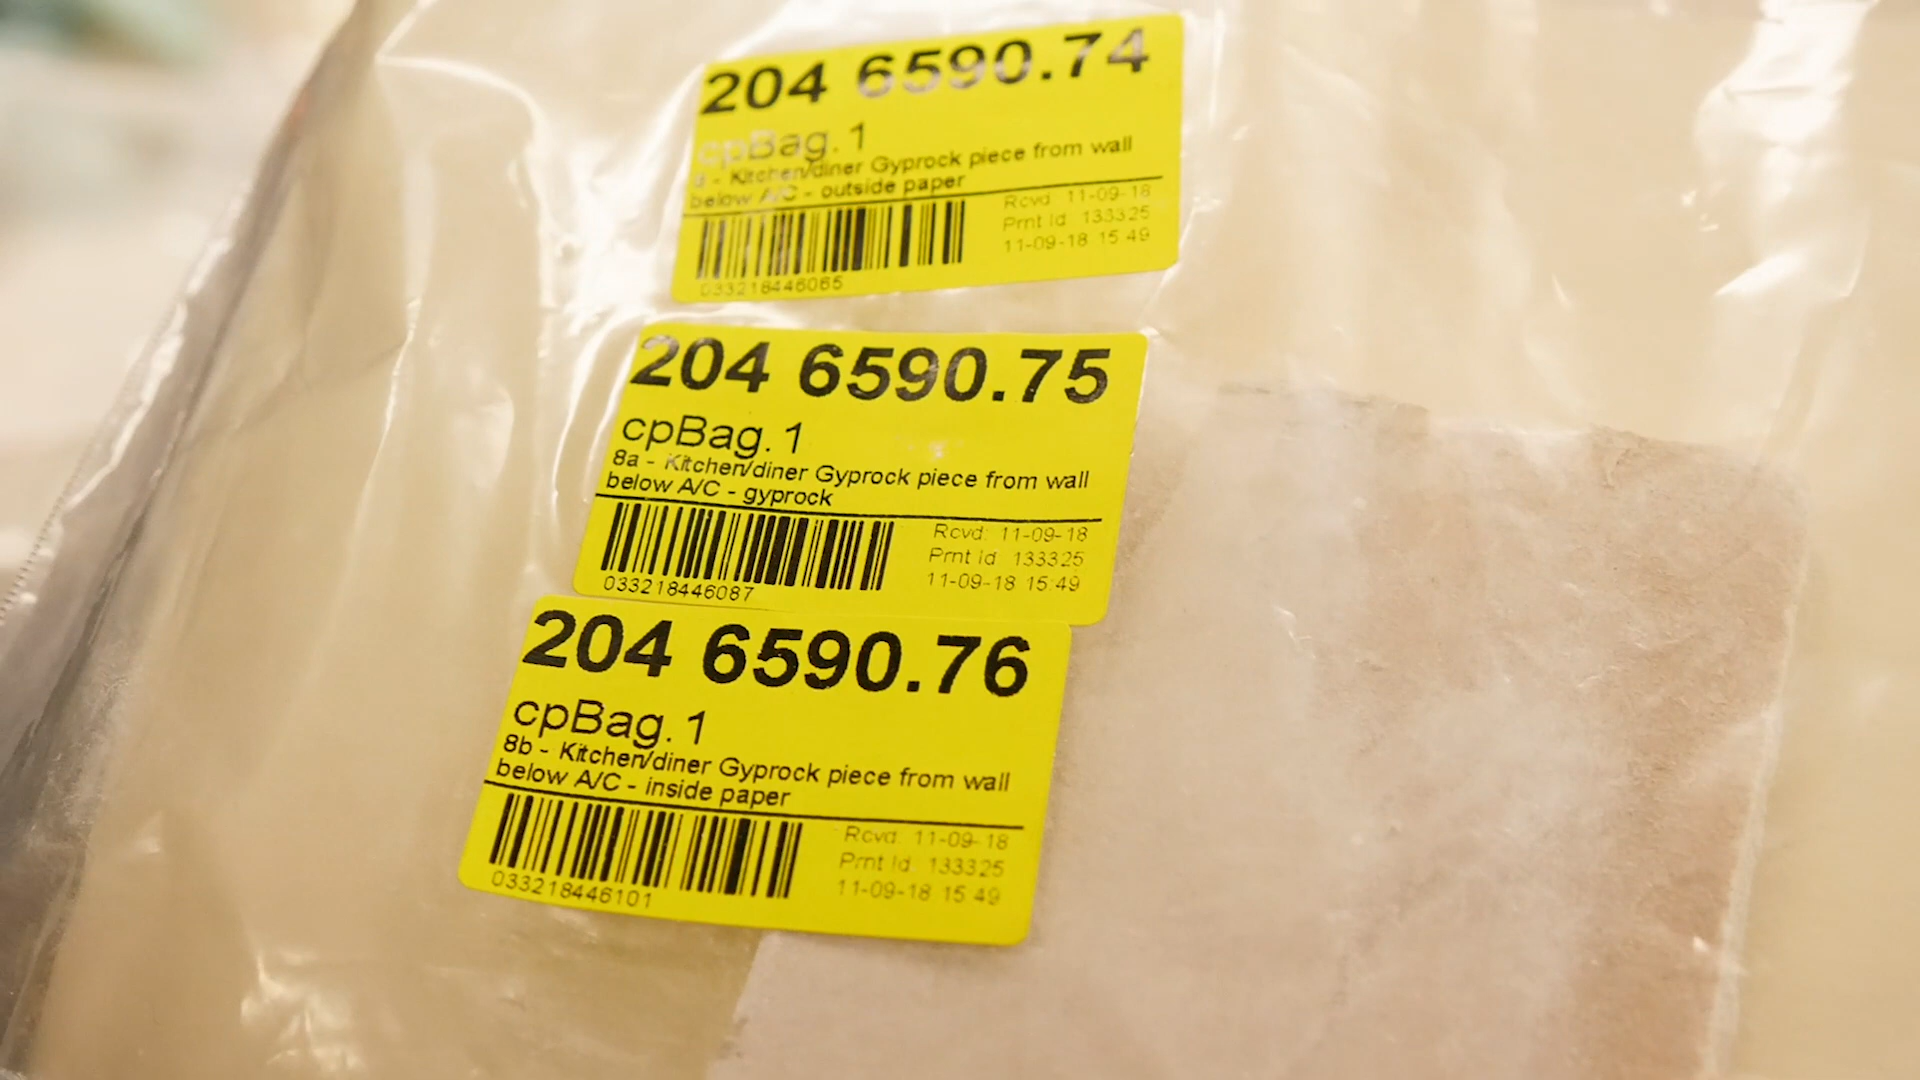 204 6590.74
cpBag.1
- Kitchen/diner Gyprock piece from wall
below A/C - outside paper
Rcvd: 11-09-18
Prnt Id: 133325
11-09-18 15:49
033218446065
204 6590.75
cpBag.1
8a - Kitchen/diner Gyprock piece from wall
below A/C - gyprock
Rcvd: 11-09-18
Prnt Id: 133325
11-09-18 15:49
033218446087
204 6590.76
cpBag.1
8b - Kitchen/diner Gyprock piece from wall
below A/C - inside paper
Rcvd: 11-09-18
Prnt Id: 133325
11-09-18 15:49
033218446101